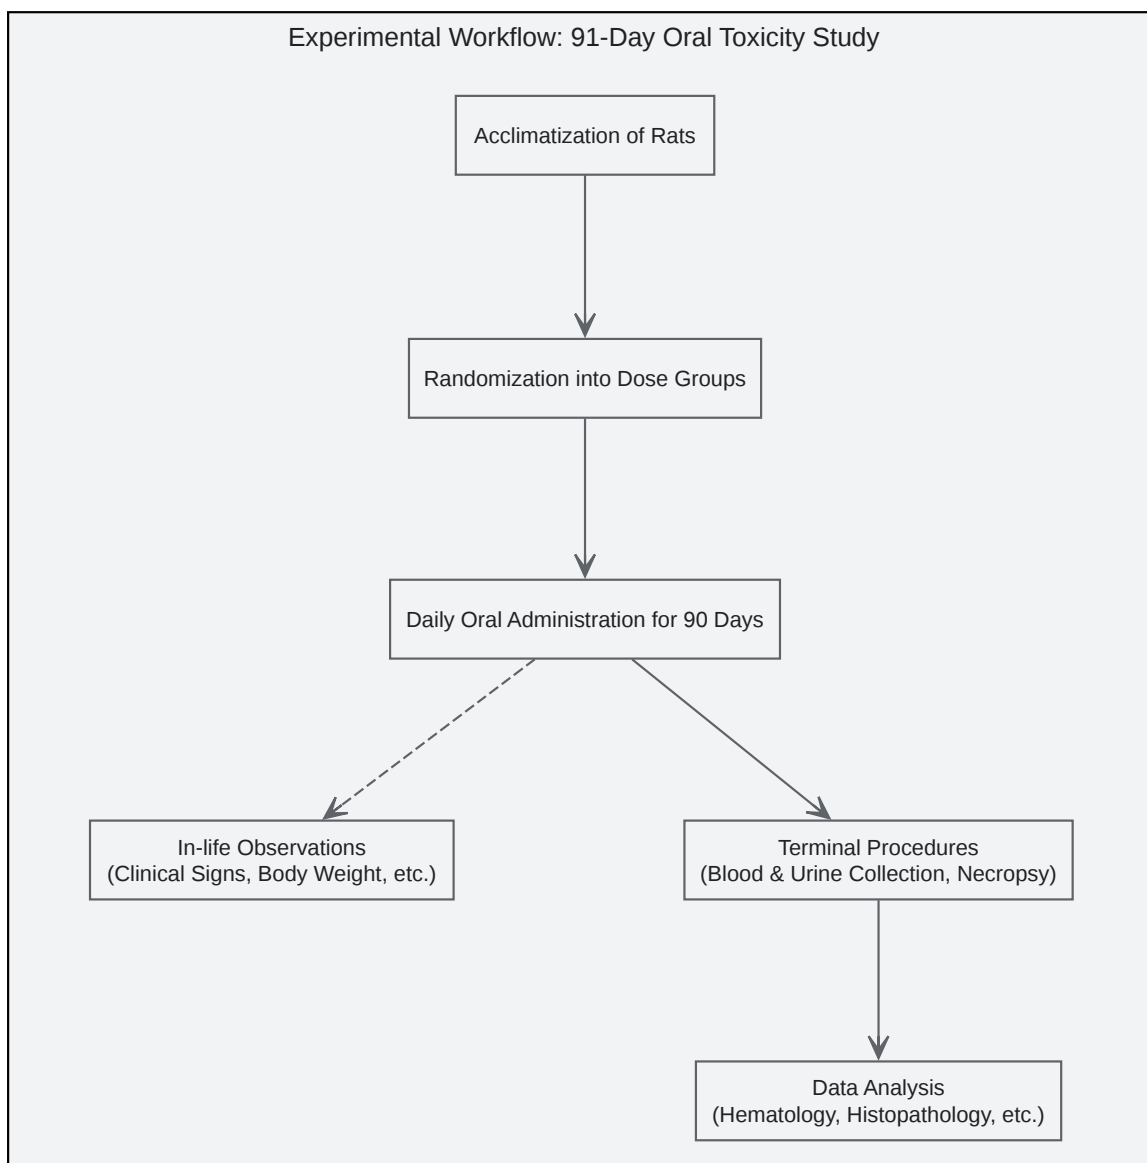 Experimental Workflow: 91-Day Oral Toxicity Study
Acclimatization of Rats
Randomization into Dose Groups
Daily Oral Administration for 90 Days
In-life Observations
(Clinical Signs, Body Weight, etc.)
Terminal Procedures
(Blood & Urine Collection, Necropsy)
Data Analysis
(Hematology, Histopathology, etc.)